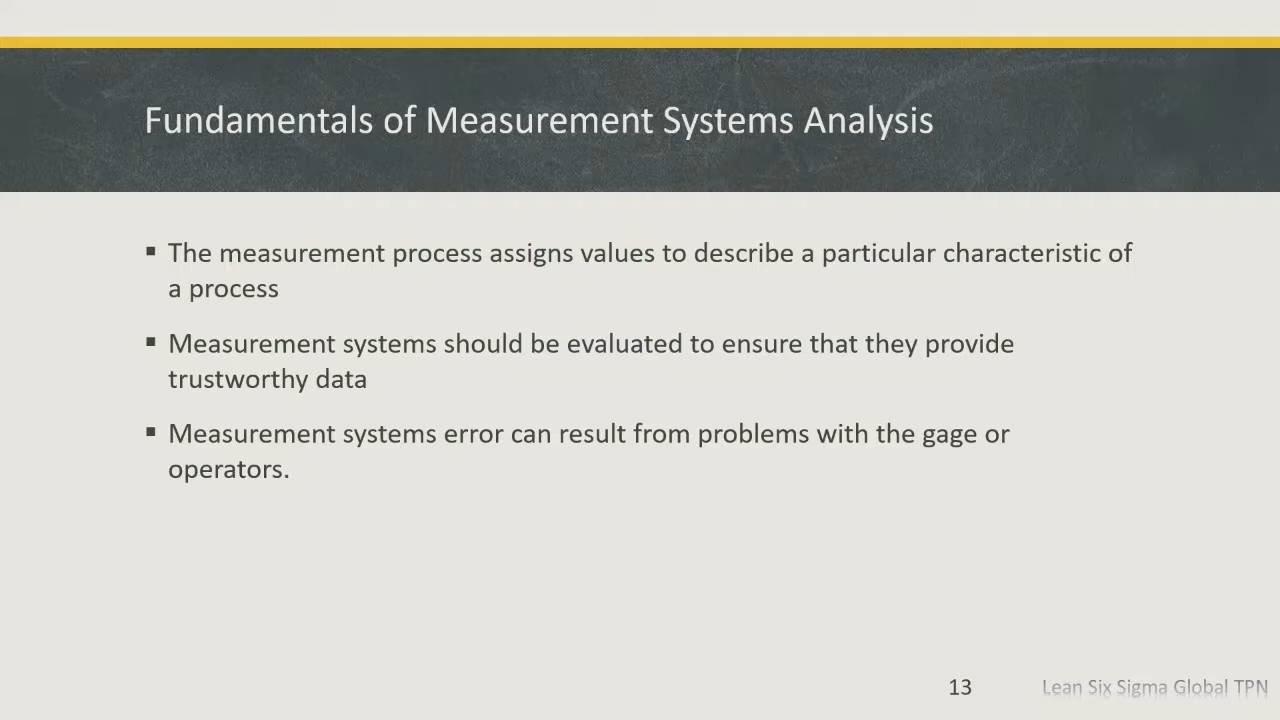 Fundamentals of Measurement Systems Analysis
▪ The measurement process assigns values to describe a particular characteristic of
a process
▪ Measurement systems should be evaluated to ensure that they provide
trustworthy data
▪ Measurement systems error can result from problems with the gage or
operators.
13
Lean Six Sigma Global TPN